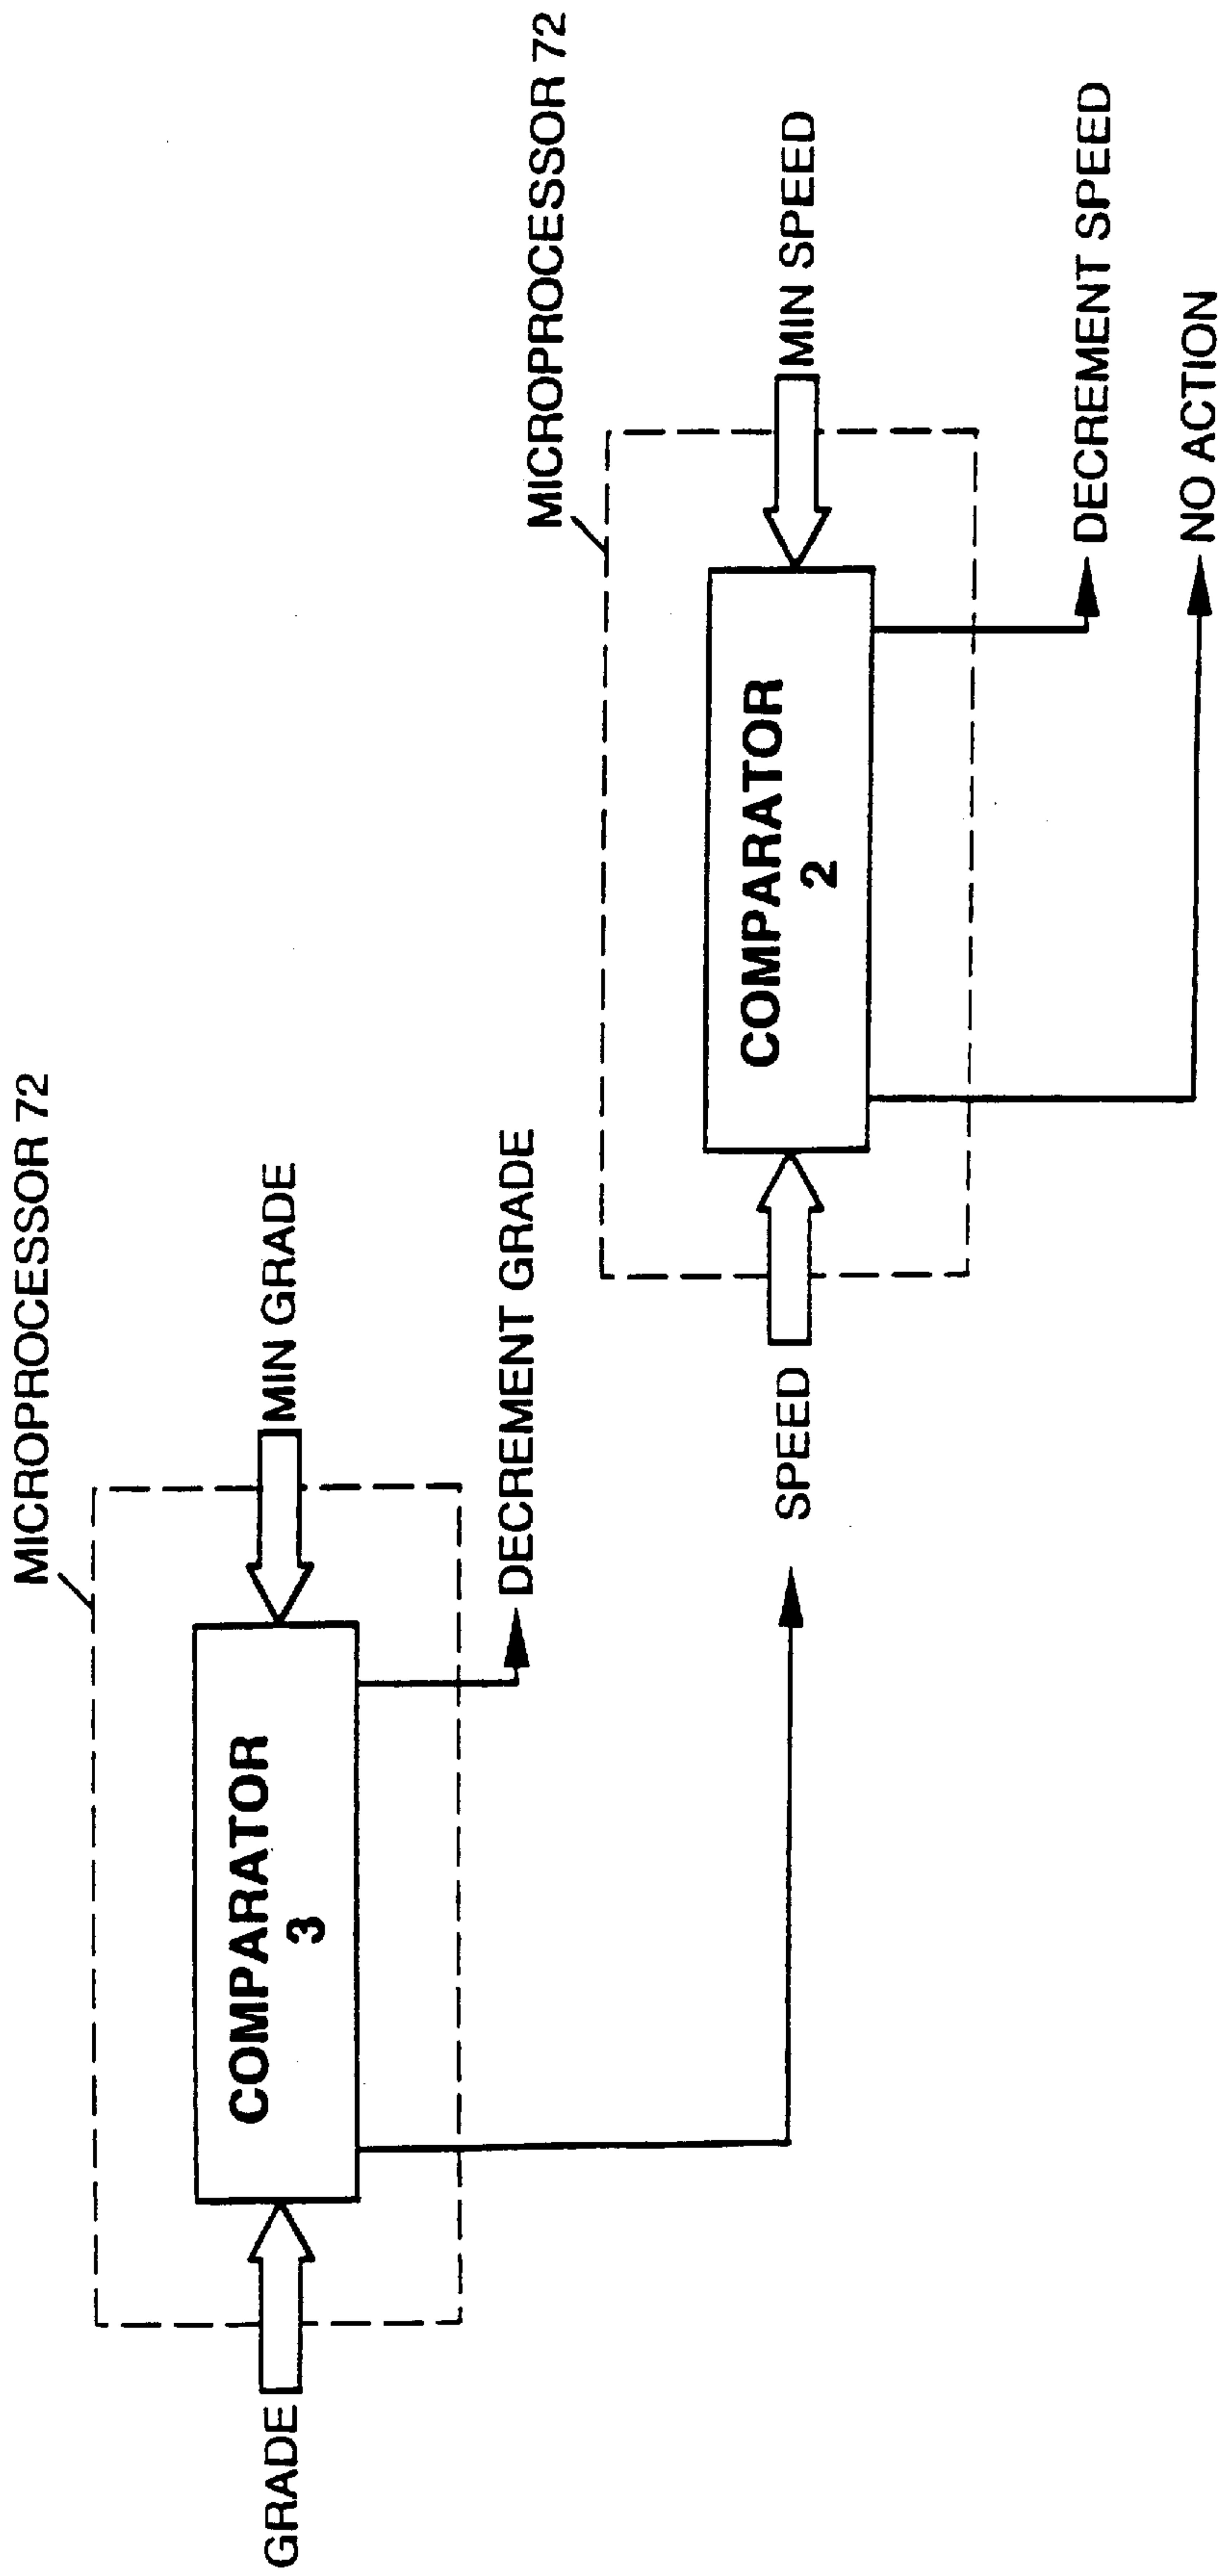 MICROPROCESSOR 72
GRADE
COMPARATOR
3
MIN GRADE
DECREMENT GRADE
MICROPROCESSOR 72
SPEED
COMPARATOR
2
MIN SPEED
DECREMENT SPEED
NO ACTION